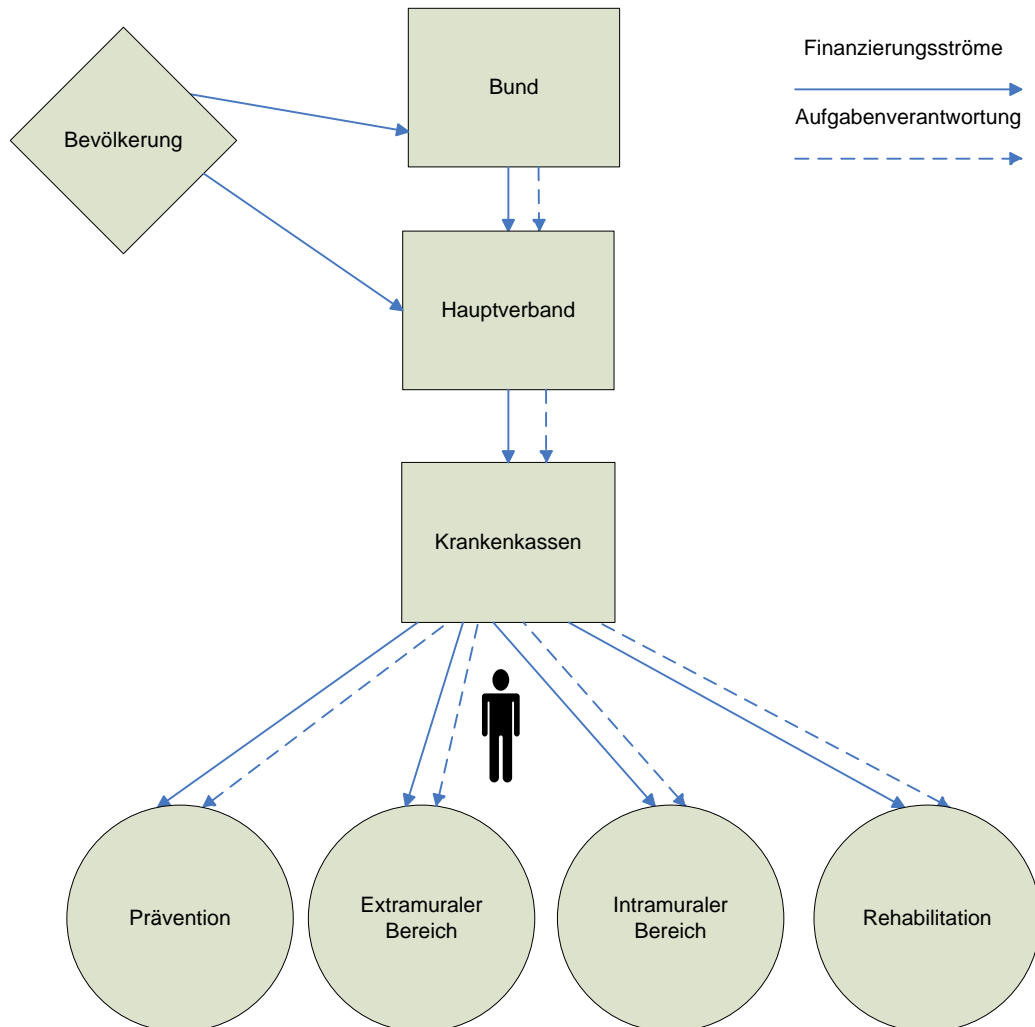 Finanzierungsströme
Aufgabenverantwortung
Bund
Bevölkerung
Hauptverband
Krankenkassen
Prävention
Extramuraler
Bereich
Intramuraler
Bereich
Rehabilitation